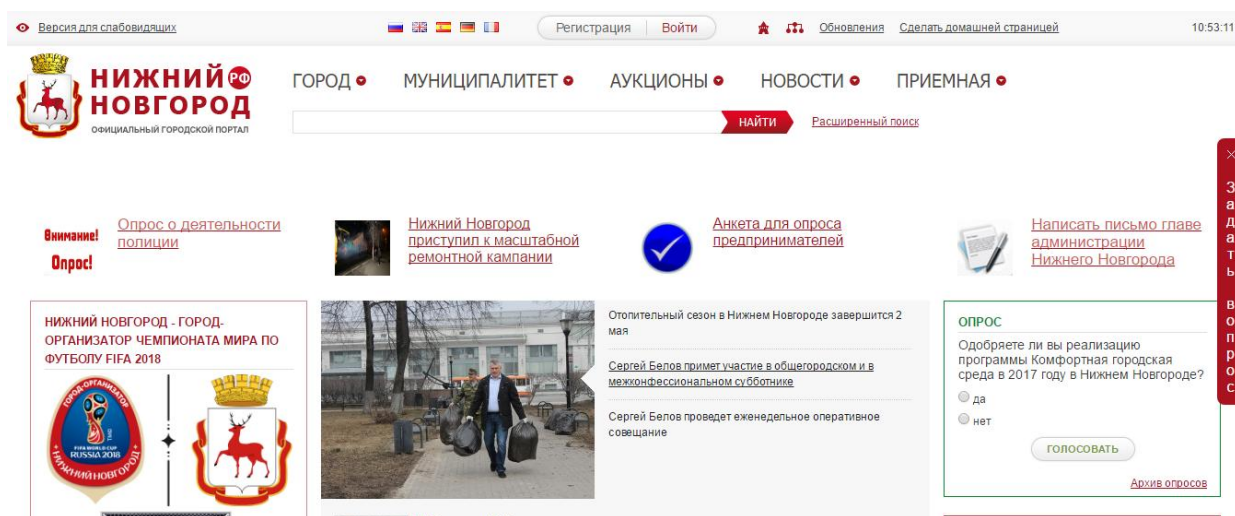 Версия для слабовидящих
Регистрация
Войти
Обновления
Сделать домашней страницей
10:53:11
НИЖНИЙ РФ
НОВГОРОД
ОФИЦИАЛЬНЫЙ ГОРОДСКОЙ ПОРТАЛ
ГОРОД
МУНИЦИПАЛИТЕТ
АУКЦИОНЫ
НОВОСТИ
ПРИЕМНАЯ
НАЙТИ
Расширенный поиск
Внимание!
Опрос!
Опрос о деятельности
полиции
Нижний Новгород
приступил к масштабной
ремонтной кампании
Анкета для опроса
предпринимателей
Написать письмо главе
администрации
Нижнего Новгорода
Задать вопрос
НИЖНИЙ НОВГОРОД - ГОРОД-
ОРГАНИЗАТОР ЧЕМПИОНАТА МИРА ПО
ФУТБОЛУ FIFA 2018
ГОРОД-ОРГАНИЗАТОР
FIFA WORLD CUP
RUSSIA 2018
НИЖНИЙ НОВГОРОД
Отопительный сезон в Нижнем Новгороде завершится 2
мая
Сергей Белов примет участие в общегородском и в
межконфессиональном субботнике
Сергей Белов проведет еженедельное оперативное
совещание
ОПРОС
Одобряете ли вы реализацию
программы Комфортная городская
среда в 2017 году в Нижнем Новгороде?
да
нет
ГОЛОСОВАТЬ
Архив опросов